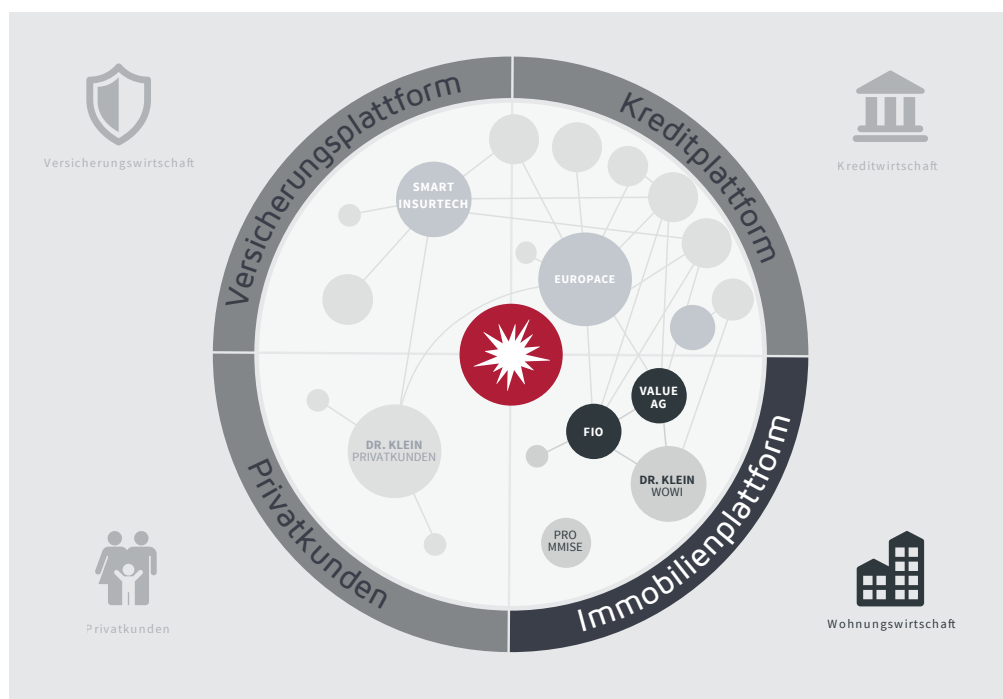 Versicherungswirtschaft
Kreditwirtschaft
Versicherungsplattform
Kreditplattform
SMART
INSURTECH
EUROPACE
VALUE
AG
FIO
DR. KLEIN
PRIVATKUNDEN
DR. KLEIN
WOWI
PRO
MMISE
Privatkunden
Immobilienplattform
Privatkunden
Wohnungswirtschaft